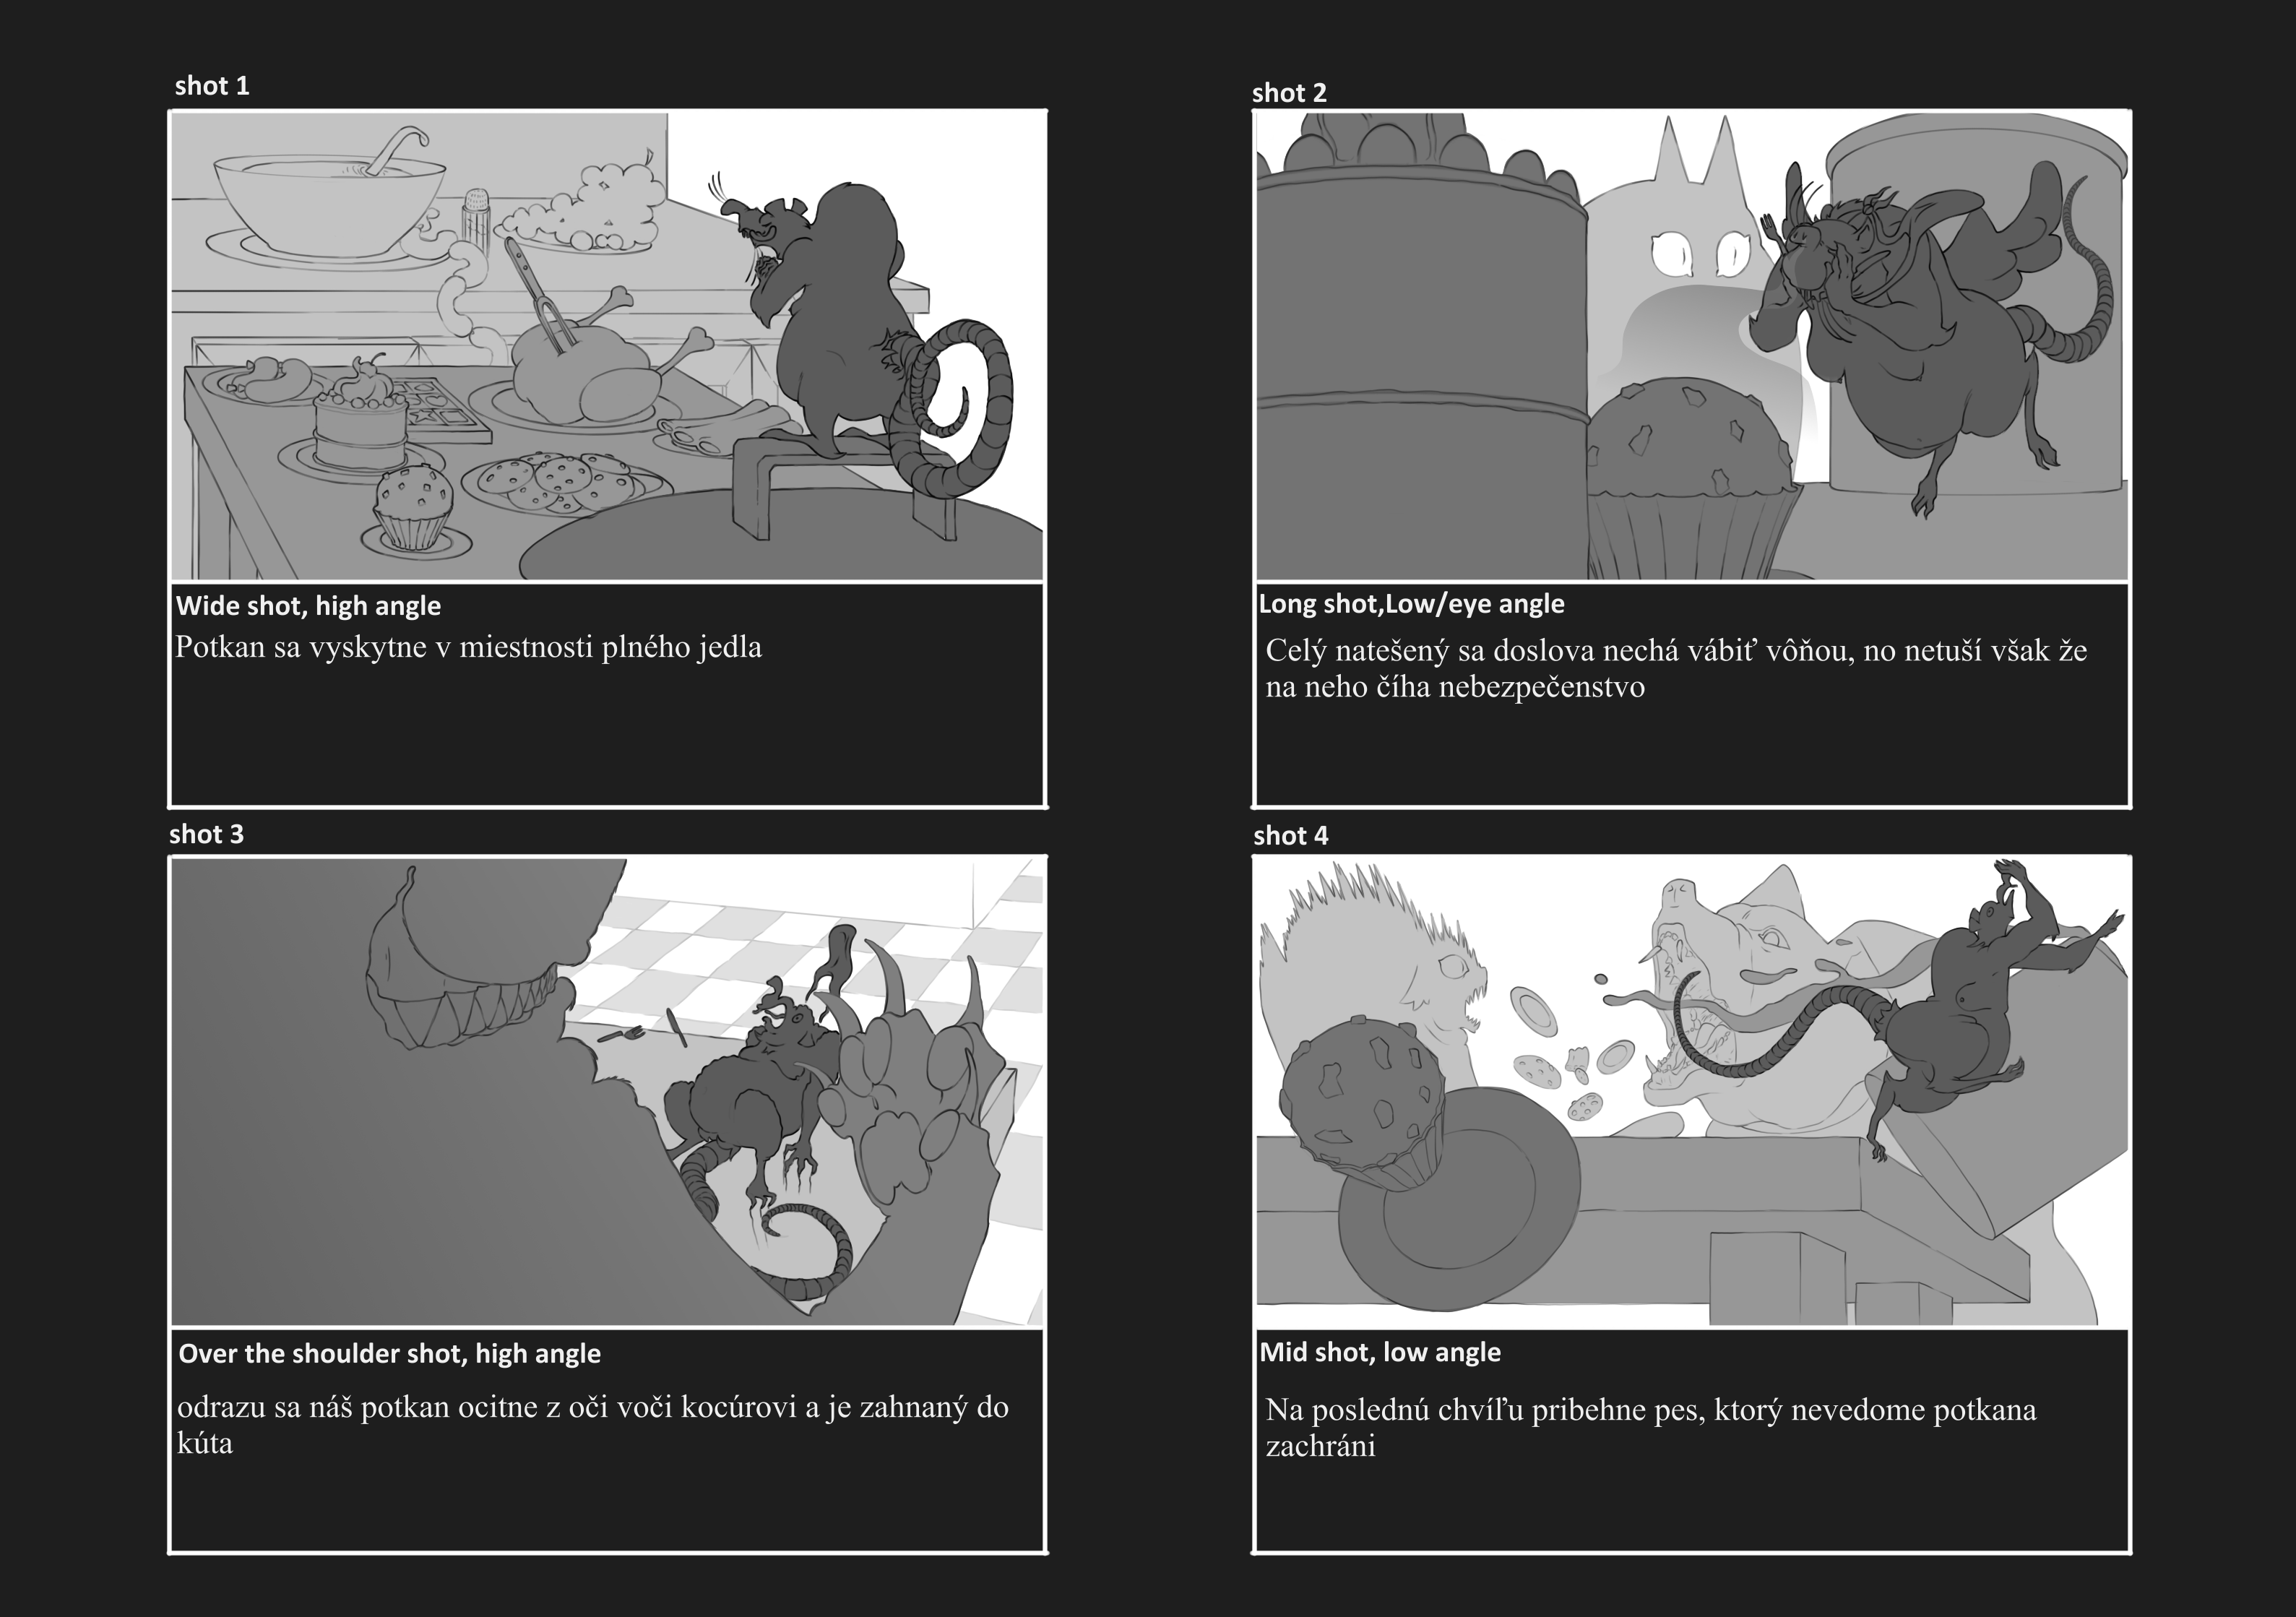 shot 1
Wide shot, high angle
Potkan sa vyskytne v miestnosti plného jedla
shot 2
Long shot,Low/eye angle
Celý natešený sa doslova nechá vábiť vôňou, no netuší však že
na neho číha nebezpečenstvo
shot 3
Over the shoulder shot, high angle
odrazu sa náš potkan ocitne z oči voči kocúrovi a je zahnaný do
kúta
shot 4
Mid shot, low angle
Na poslednú chvíľu pribehne pes, ktorý nevedome potkana
zachráni